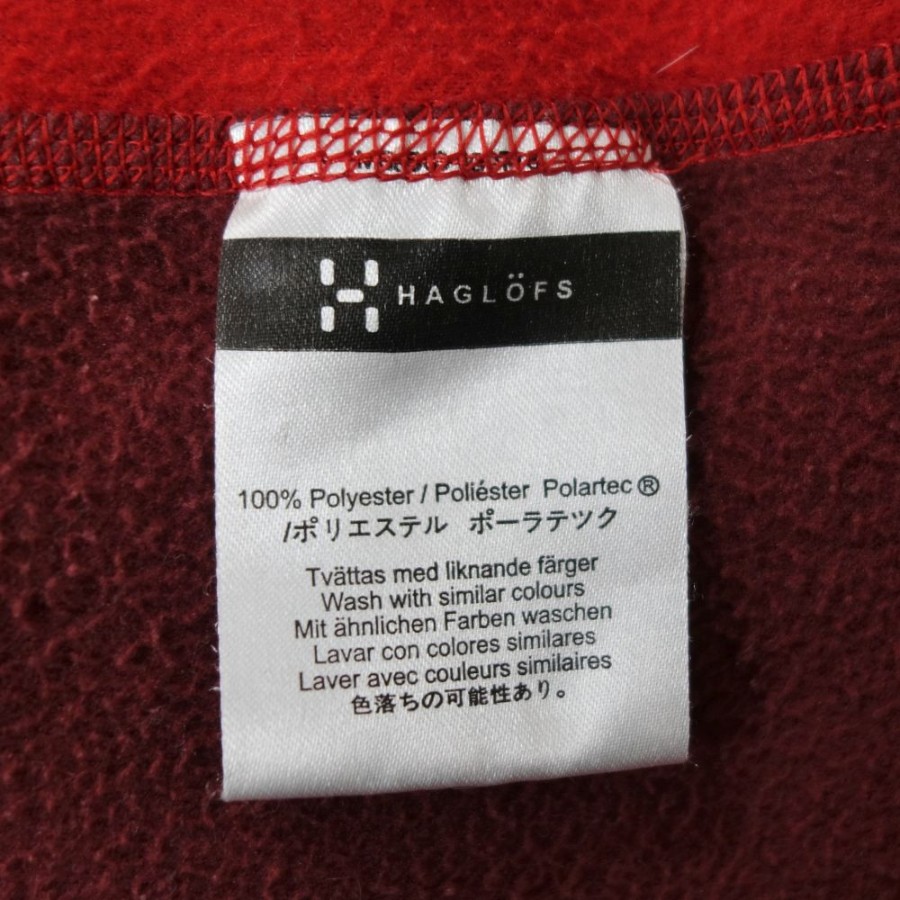 HAGLÖFS
100% Polyester / Poliéster Polartec®
/ポリエステル ポーラテツク
Tvättas med liknande färger
Wash with similar colours
Mit ähnlichen Farben waschen
Lavar con colores similares
Laver avec couleurs similaires
色落ちの可能性あり。